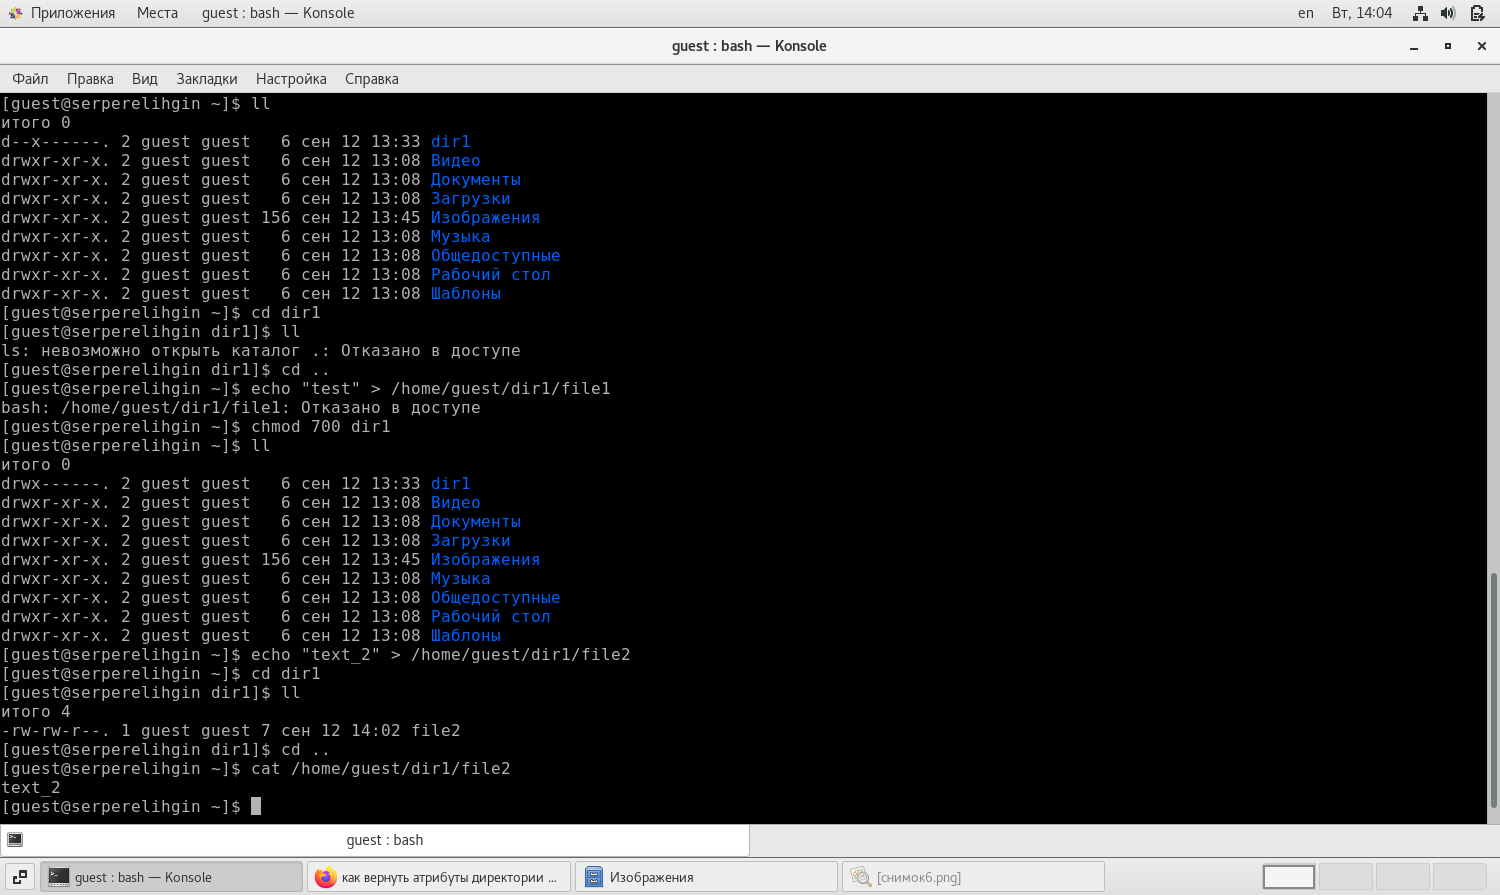 Приложения Места guest : bash — Konsole en Вт, 14:04
guest : bash — Konsole
Файл Правка Вид Закладки Настройка Справка
[guest@serperelihgin ~]$ ll
итого 0
d--x------. 2 guest guest   6 сен 12 13:33 dir1
drwxr-xr-x. 2 guest guest   6 сен 12 13:08 Видео
drwxr-xr-x. 2 guest guest   6 сен 12 13:08 Документы
drwxr-xr-x. 2 guest guest   6 сен 12 13:08 Загрузки
drwxr-xr-x. 2 guest guest 156 сен 12 13:45 Изображения
drwxr-xr-x. 2 guest guest   6 сен 12 13:08 Музыка
drwxr-xr-x. 2 guest guest   6 сен 12 13:08 Общедоступные
drwxr-xr-x. 2 guest guest   6 сен 12 13:08 Рабочий стол
drwxr-xr-x. 2 guest guest   6 сен 12 13:08 Шаблоны
[guest@serperelihgin ~]$ cd dir1
[guest@serperelihgin dir1]$ ll
ls: невозможно открыть каталог .: Отказано в доступе
[guest@serperelihgin dir1]$ cd ..
[guest@serperelihgin ~]$ echo "test" > /home/guest/dir1/file1
bash: /home/guest/dir1/file1: Отказано в доступе
[guest@serperelihgin ~]$ chmod 700 dir1
[guest@serperelihgin ~]$ ll
итого 0
drwx------. 2 guest guest   6 сен 12 13:33 dir1
drwxr-xr-x. 2 guest guest   6 сен 12 13:08 Видео
drwxr-xr-x. 2 guest guest   6 сен 12 13:08 Документы
drwxr-xr-x. 2 guest guest   6 сен 12 13:08 Загрузки
drwxr-xr-x. 2 guest guest 156 сен 12 13:45 Изображения
drwxr-xr-x. 2 guest guest   6 сен 12 13:08 Музыка
drwxr-xr-x. 2 guest guest   6 сен 12 13:08 Общедоступные
drwxr-xr-x. 2 guest guest   6 сен 12 13:08 Рабочий стол
drwxr-xr-x. 2 guest guest   6 сен 12 13:08 Шаблоны
[guest@serperelihgin ~]$ echo "text_2" > /home/guest/dir1/file2
[guest@serperelihgin ~]$ cd dir1
[guest@serperelihgin dir1]$ ll
итого 4
-rw-rw-r--. 1 guest guest 7 сен 12 14:02 file2
[guest@serperelihgin dir1]$ cd ..
[guest@serperelihgin ~]$ cat /home/guest/dir1/file2
text_2
[guest@serperelihgin ~]$
guest : bash
guest : bash — Konsole как вернуть атрибуты директории ... Изображения [снимок6.png]